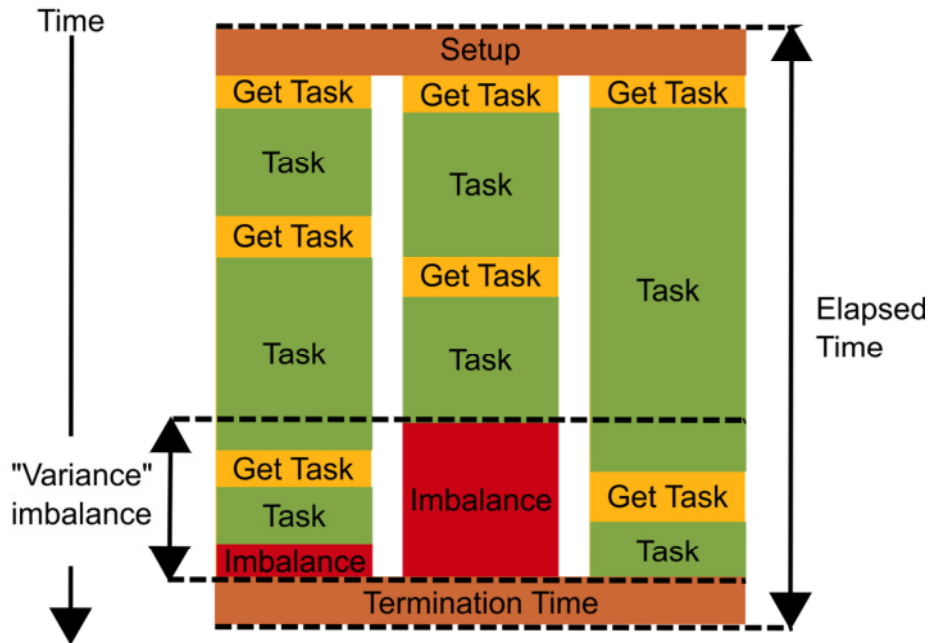 Time
Setup
Get Task
Get Task
Get Task
Task
Task
Get Task
Get Task
Task
Elapsed
Time
Task
Task
"Variance"
imbalance
Get Task
Task
Imbalance
Imbalance
Get Task
Task
Termination Time